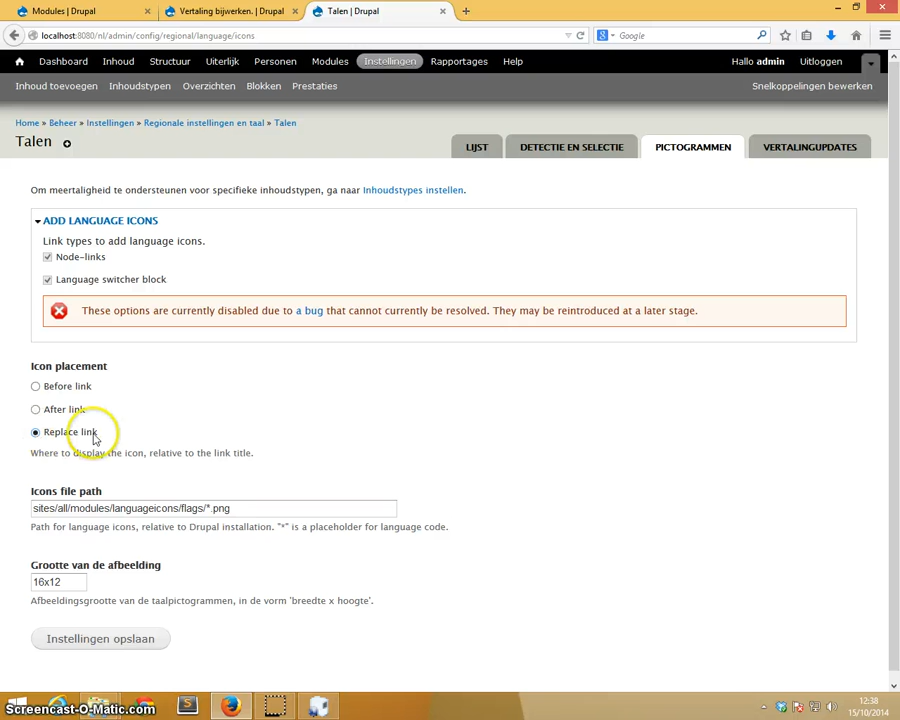 Modules | Drupal
Vertaling bijwerken. | Drupal
Talen | Drupal
localhost:8080/nl/admin/config/regional/language/icons
Google
Dashboard Inhoud Structuur Uiterlijk Personen Modules Instellingen Rapportages Help Hallo admin Uitloggen
Inhoud toevoegen Inhoudstypen Overzichten Blokken Prestaties Snelkoppelingen bewerken
Home » Beheer » Instellingen » Regionale instellingen en taal » Talen
Talen
LIJST DETECTIE EN SELECTIE PICTOGRAMMEN VERTALINGUPDATES
Om meertaligheid te ondersteunen voor specifieke inhoudstypen, ga naar Inhoudstypes instellen.
ADD LANGUAGE ICONS
Link types to add language icons.
Node-links
Language switcher block
These options are currently disabled due to a bug that cannot currently be resolved. They may be reintroduced at a later stage.
Icon placement
Before link
After link
Replace link
Where to display the icon, relative to the link title.
Icons file path
sites/all/modules/languageicons/flags/*.png
Path for language icons, relative to Drupal installation. "*" is a placeholder for language code.
Grootte van de afbeelding
16x12
Afbeeldingsgrootte van de taalpictogrammen, in de vorm 'breedte x hoogte'.
Instellingen opslaan
Screencast-O-Matic.com
12:38
15/10/2014